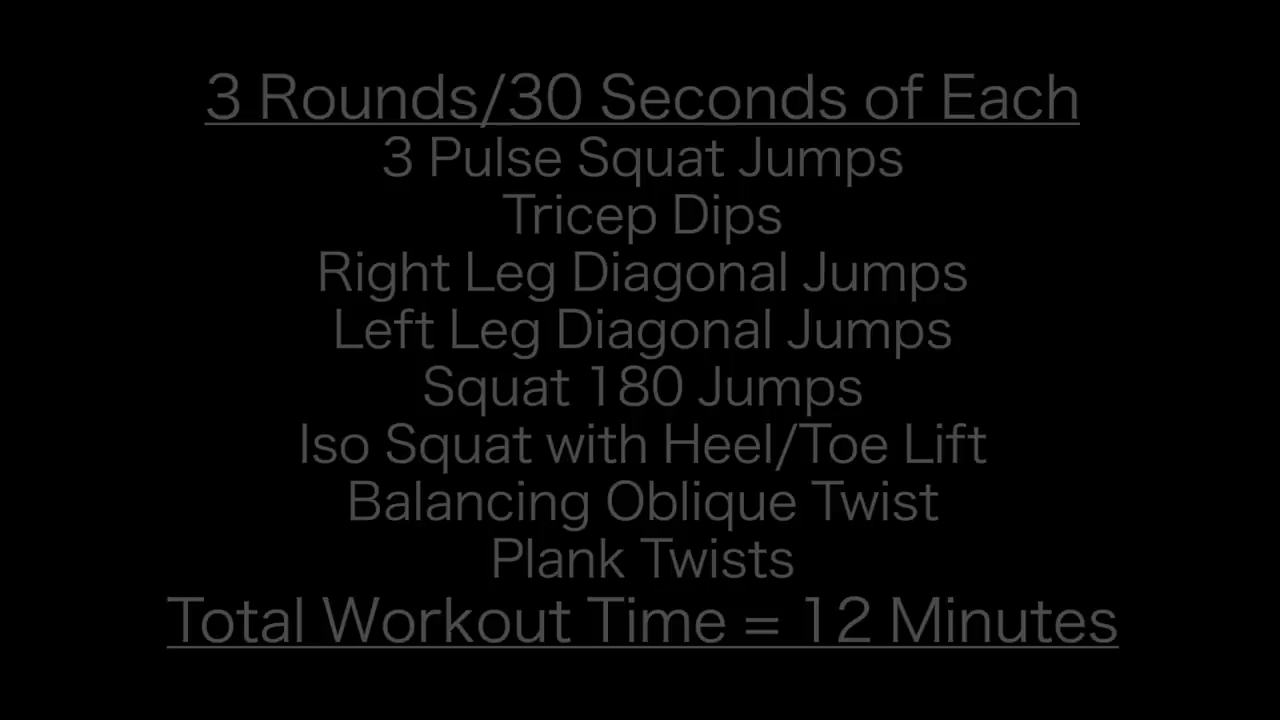 3 Rounds/30 Seconds of Each
3 Pulse Squat Jumps
Tricep Dips
Right Leg Diagonal Jumps
Left Leg Diagonal Jumps
Squat 180 Jumps
Iso Squat with Heel/Toe Lift
Balancing Oblique Twist
Plank Twists
Total Workout Time = 12 Minutes